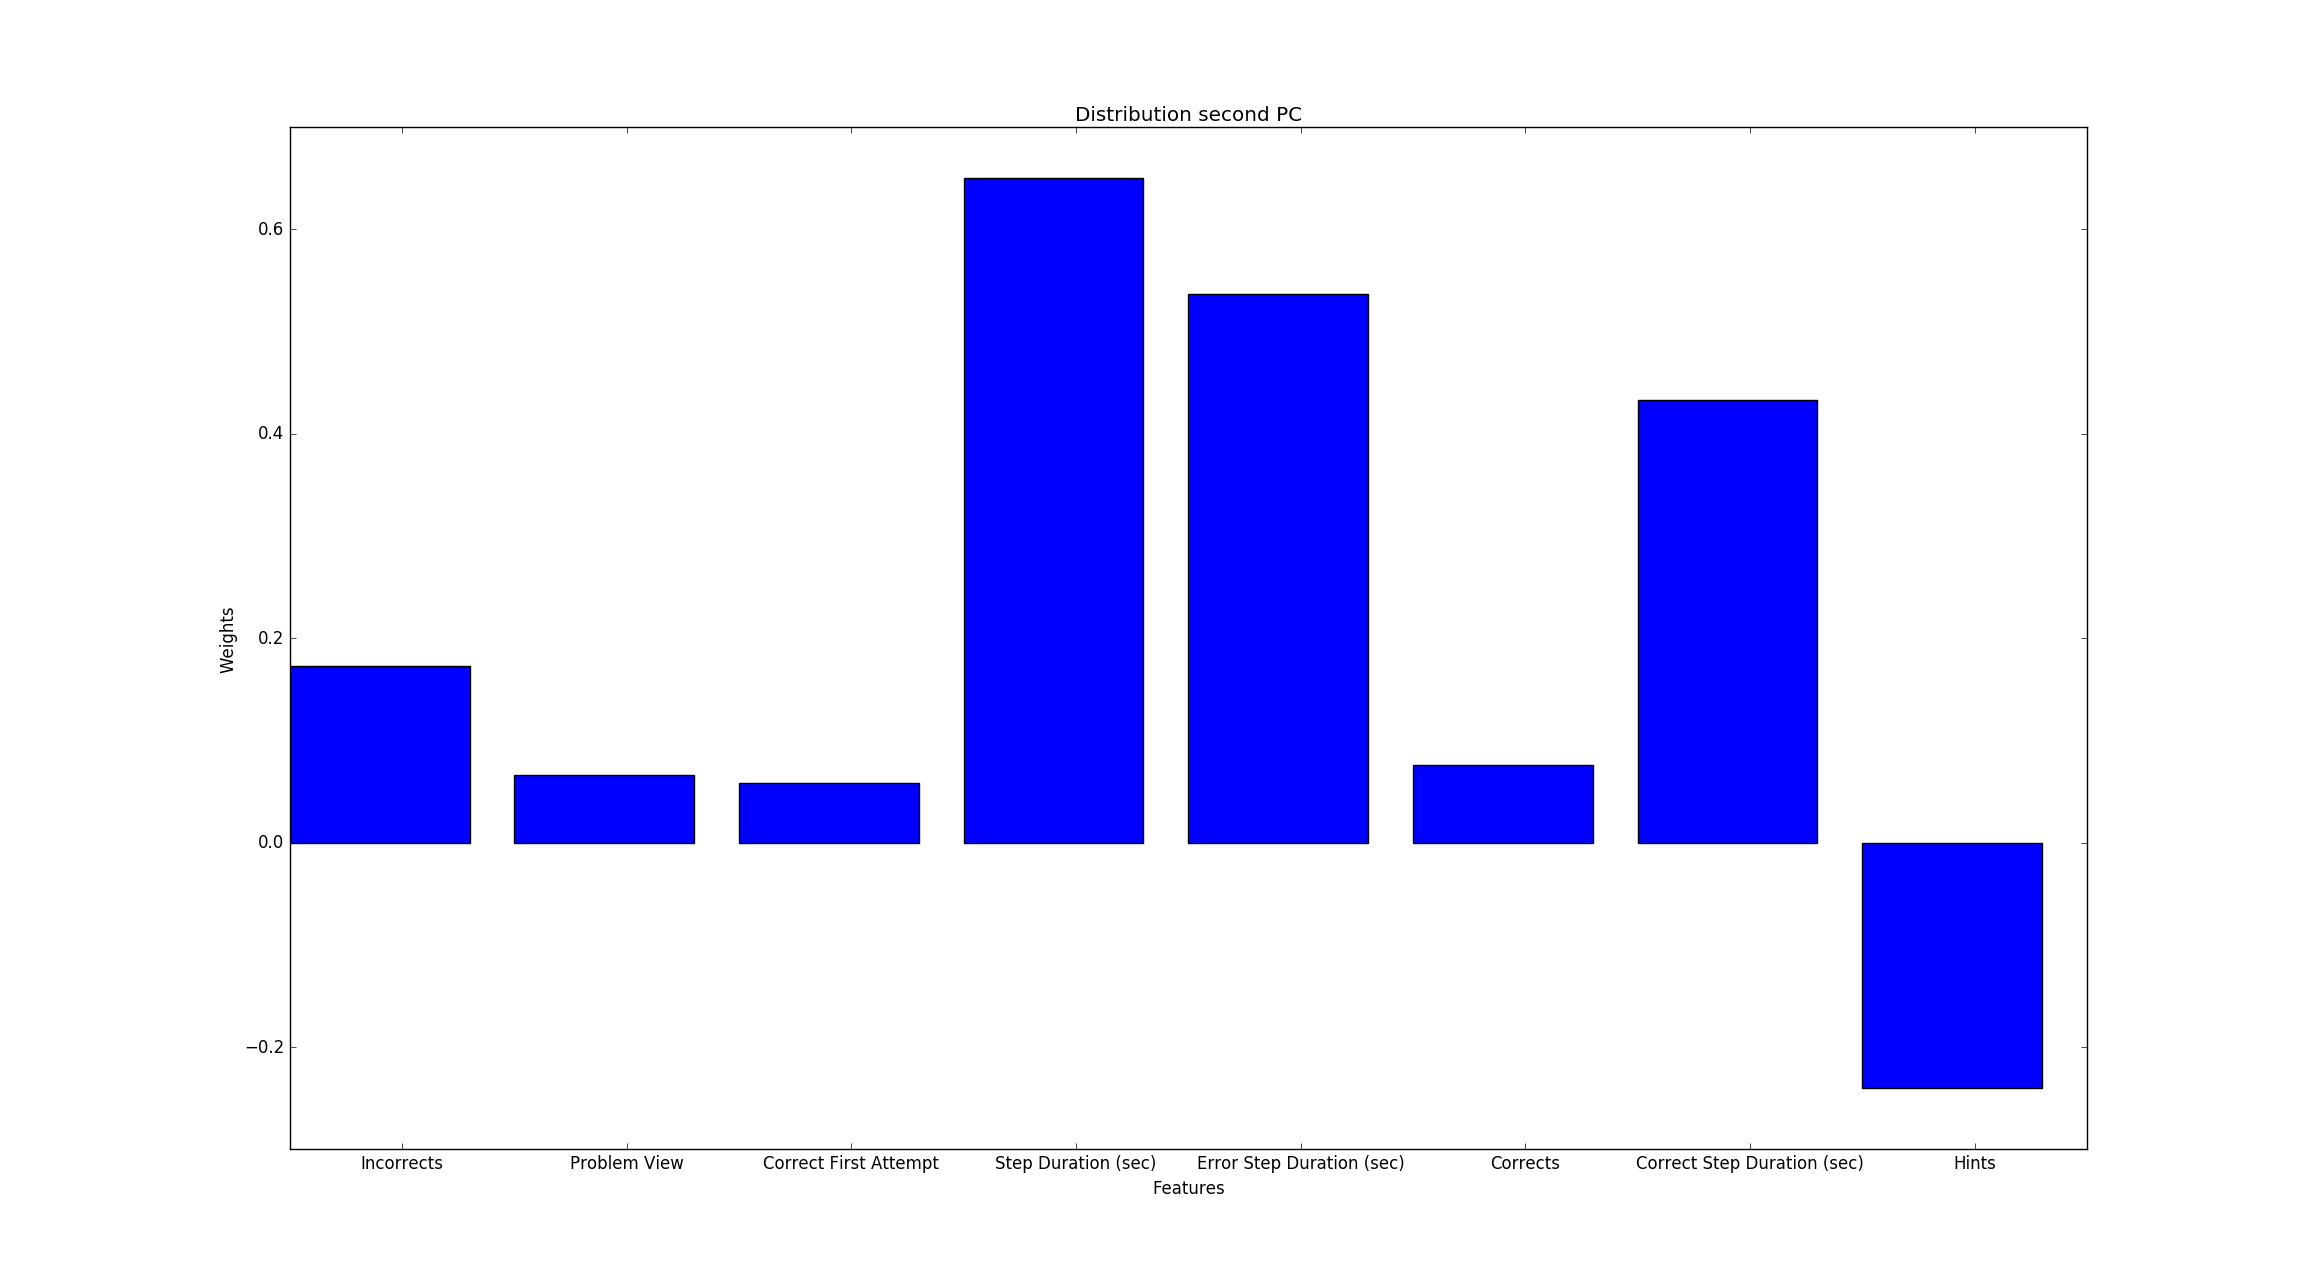 Distribution second PC
0.6
0.4
0.2
0.0
−0.2
Weights
Incorrects
Problem View
Correct First Attempt
Step Duration (sec)
Error Step Duration (sec)
Corrects
Correct Step Duration (sec)
Hints
Features